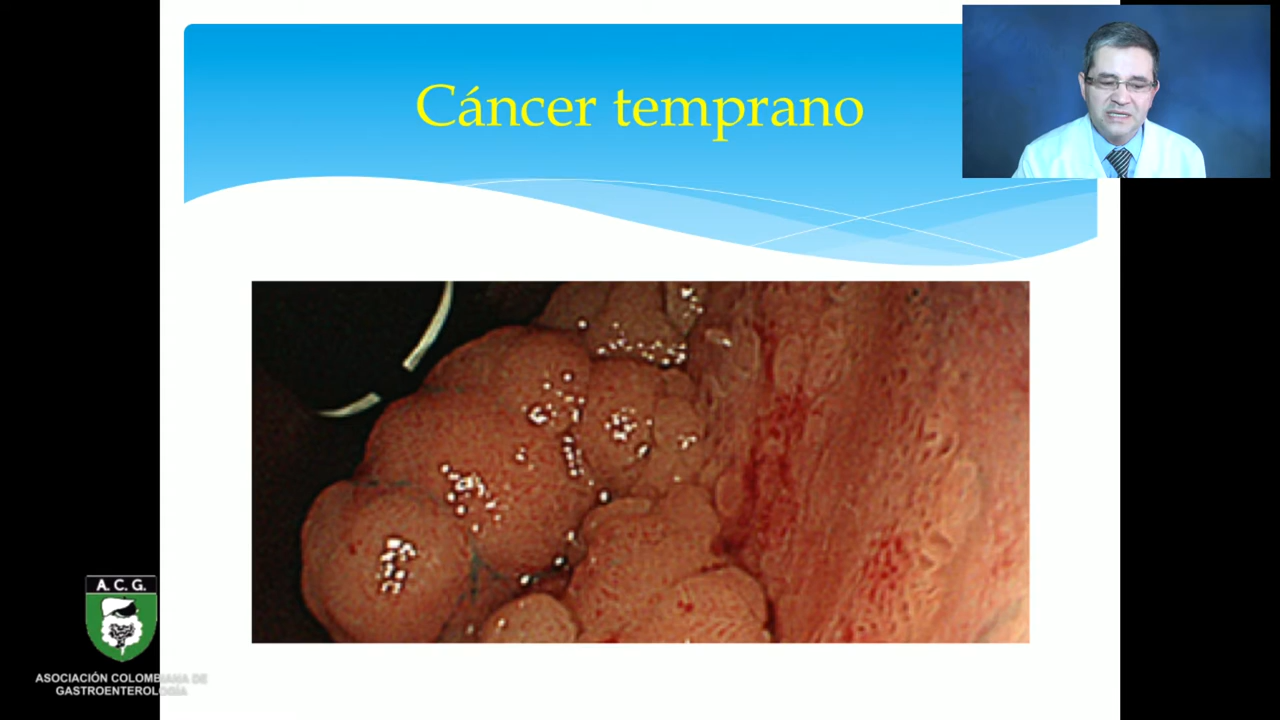 Cáncer temprano
A. C. G.
ASOCIACIÓN COLOMBIANA DE
GASTROENTEROLOGÍA